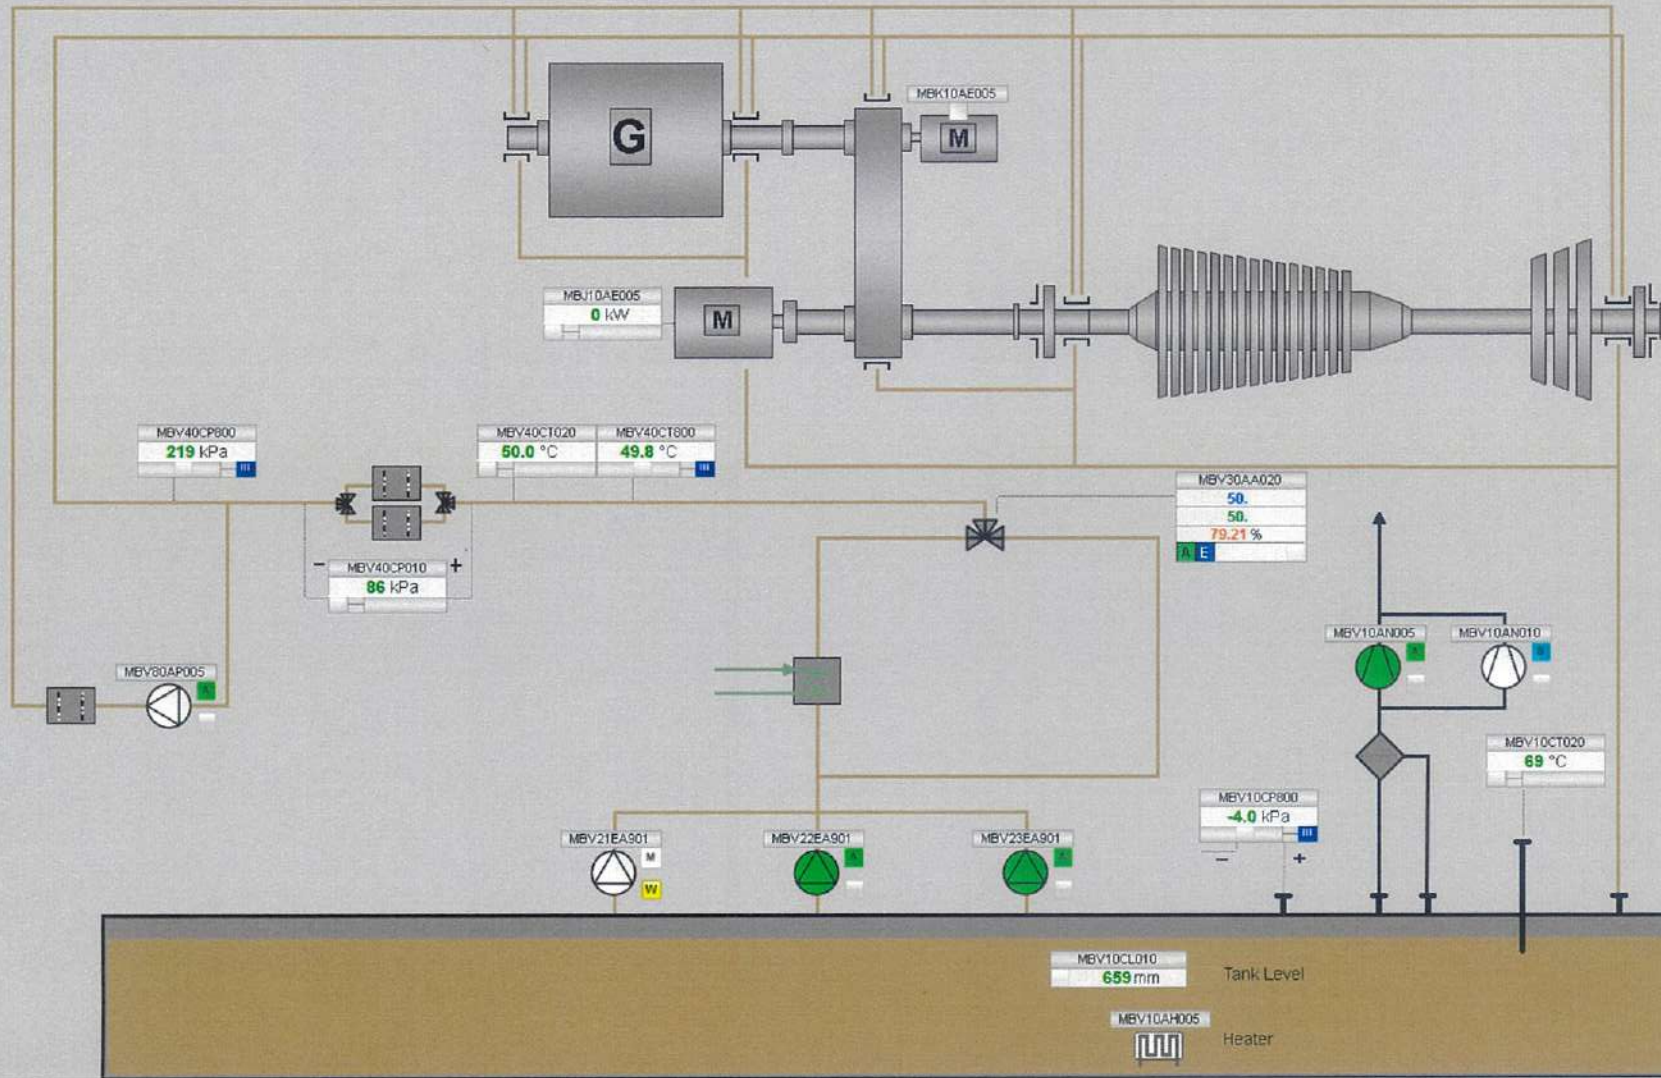 MBK10AE005
G
M
MBJ10AE005
0 kW
M
MBV40CP800
219 kPa
MBV40CT020
50.0 °C
MBV40CT800
49.8 °C
MBV30AA020
50.
50.
79.21 %
A E
MBV40CP010
86 kPa
- +
MBV10AN005
A
MBV10AN010
MBV80AP005
A
MBV10CT020
69 °C
MBV10CP800
-4.0 kPa
- +
MBV21EA901
M
W
MBV22EA901
A
MBV23EA901
A
MBV10CL010
659 mm
Tank Level
MBV10AH005
Heater